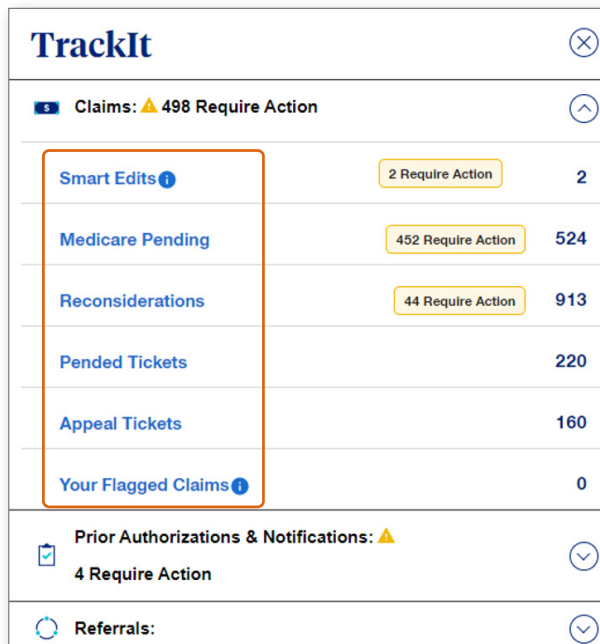 TrackIt
Claims: 498 Require Action
Smart Edits 2 Require Action 2
Medicare Pending 452 Require Action 524
Reconsiderations 44 Require Action 913
Pended Tickets 220
Appeal Tickets 160
Your Flagged Claims 0
Prior Authorizations & Notifications:
4 Require Action
Referrals: